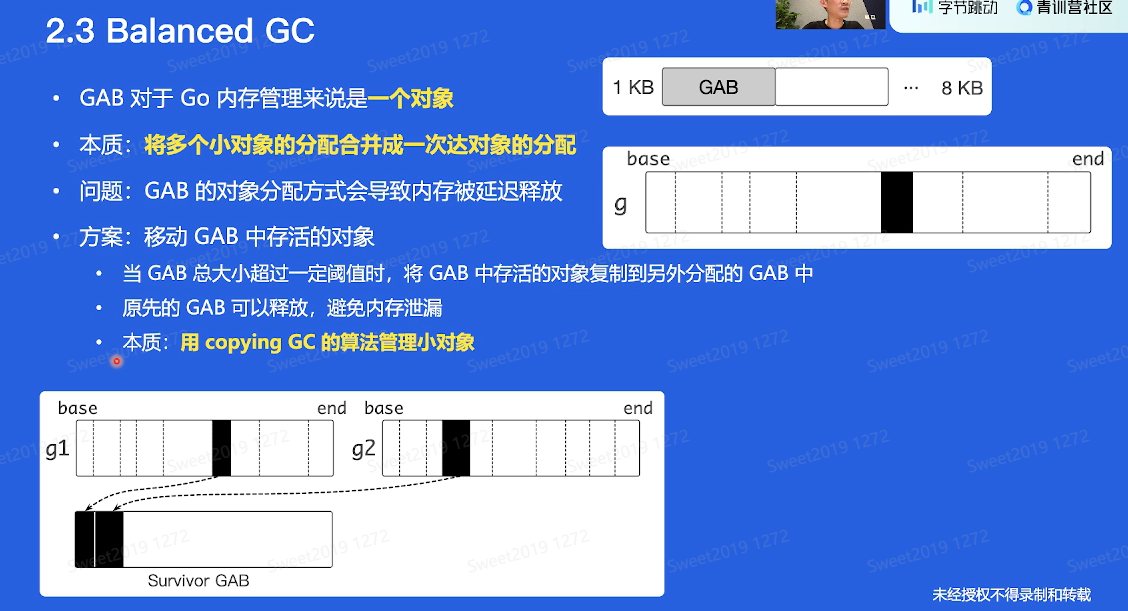 2.3 Balanced GC
字节跳动 青训营社区
• GAB 对于 Go 内存管理来说是一个对象
• 本质：将多个小对象的分配合并成一次达对象的分配
• 问题：GAB 的对象分配方式会导致内存被延迟释放
• 方案：移动 GAB 中存活的对象
• 当 GAB 总大小超过一定阈值时，将 GAB 中存活的对象复制到另外分配的 GAB 中
• 原先的 GAB 可以释放，避免内存泄漏
• 本质：用 copying GC 的算法管理小对象
1 KB GAB ... 8 KB
base end
g
base end base end
g1 g2
Survivor GAB
Sweet2019 1272
未经授权不得录制和转载